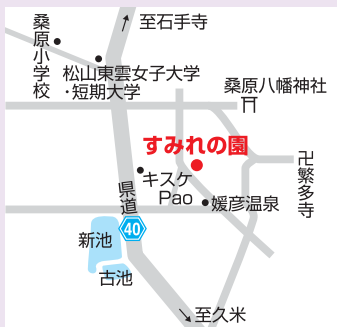 至石手寺
桑原小学校
松山東雲女子大学
・短期大学
桑原八幡神社
すみれの園
卍繁多寺
キスケ
Pao
県道
40
媛彦温泉
新池
古池
至久米